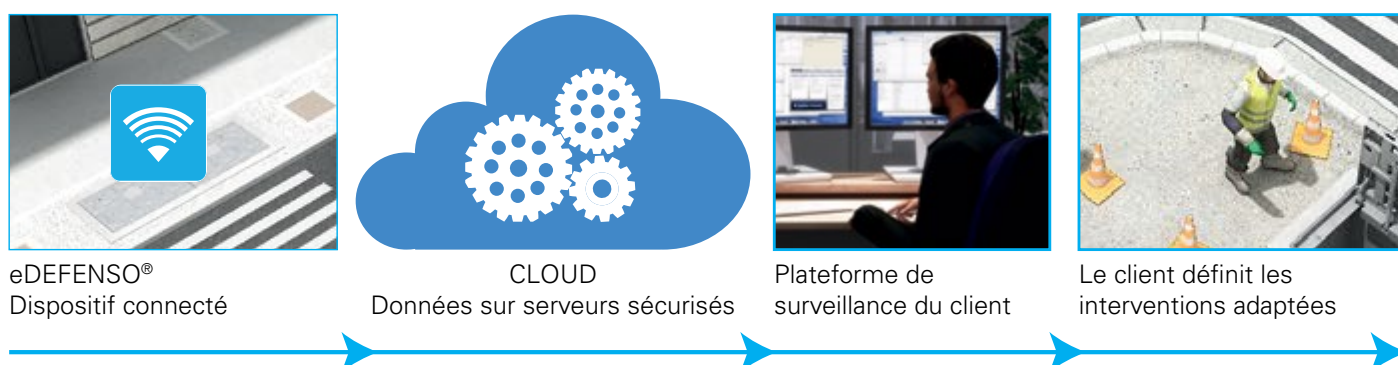 eDEFENSO®
Dispositif connecté
CLOUD
Données sur serveurs sécurisés
Plateforme de
surveillance du client
Le client définit les
interventions adaptées